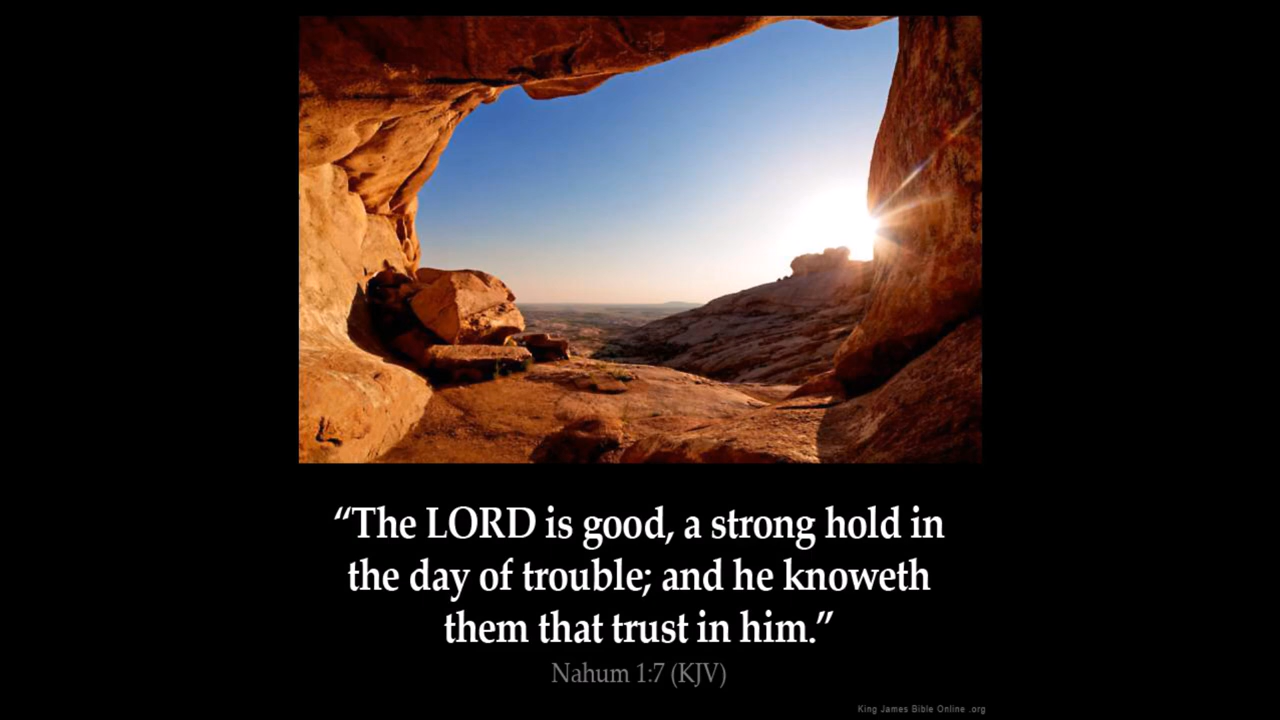 “The LORD is good, a strong hold in
the day of trouble; and he knoweth
them that trust in him.”
Nahum 1:7 (KJV)
King James Bible Online .org